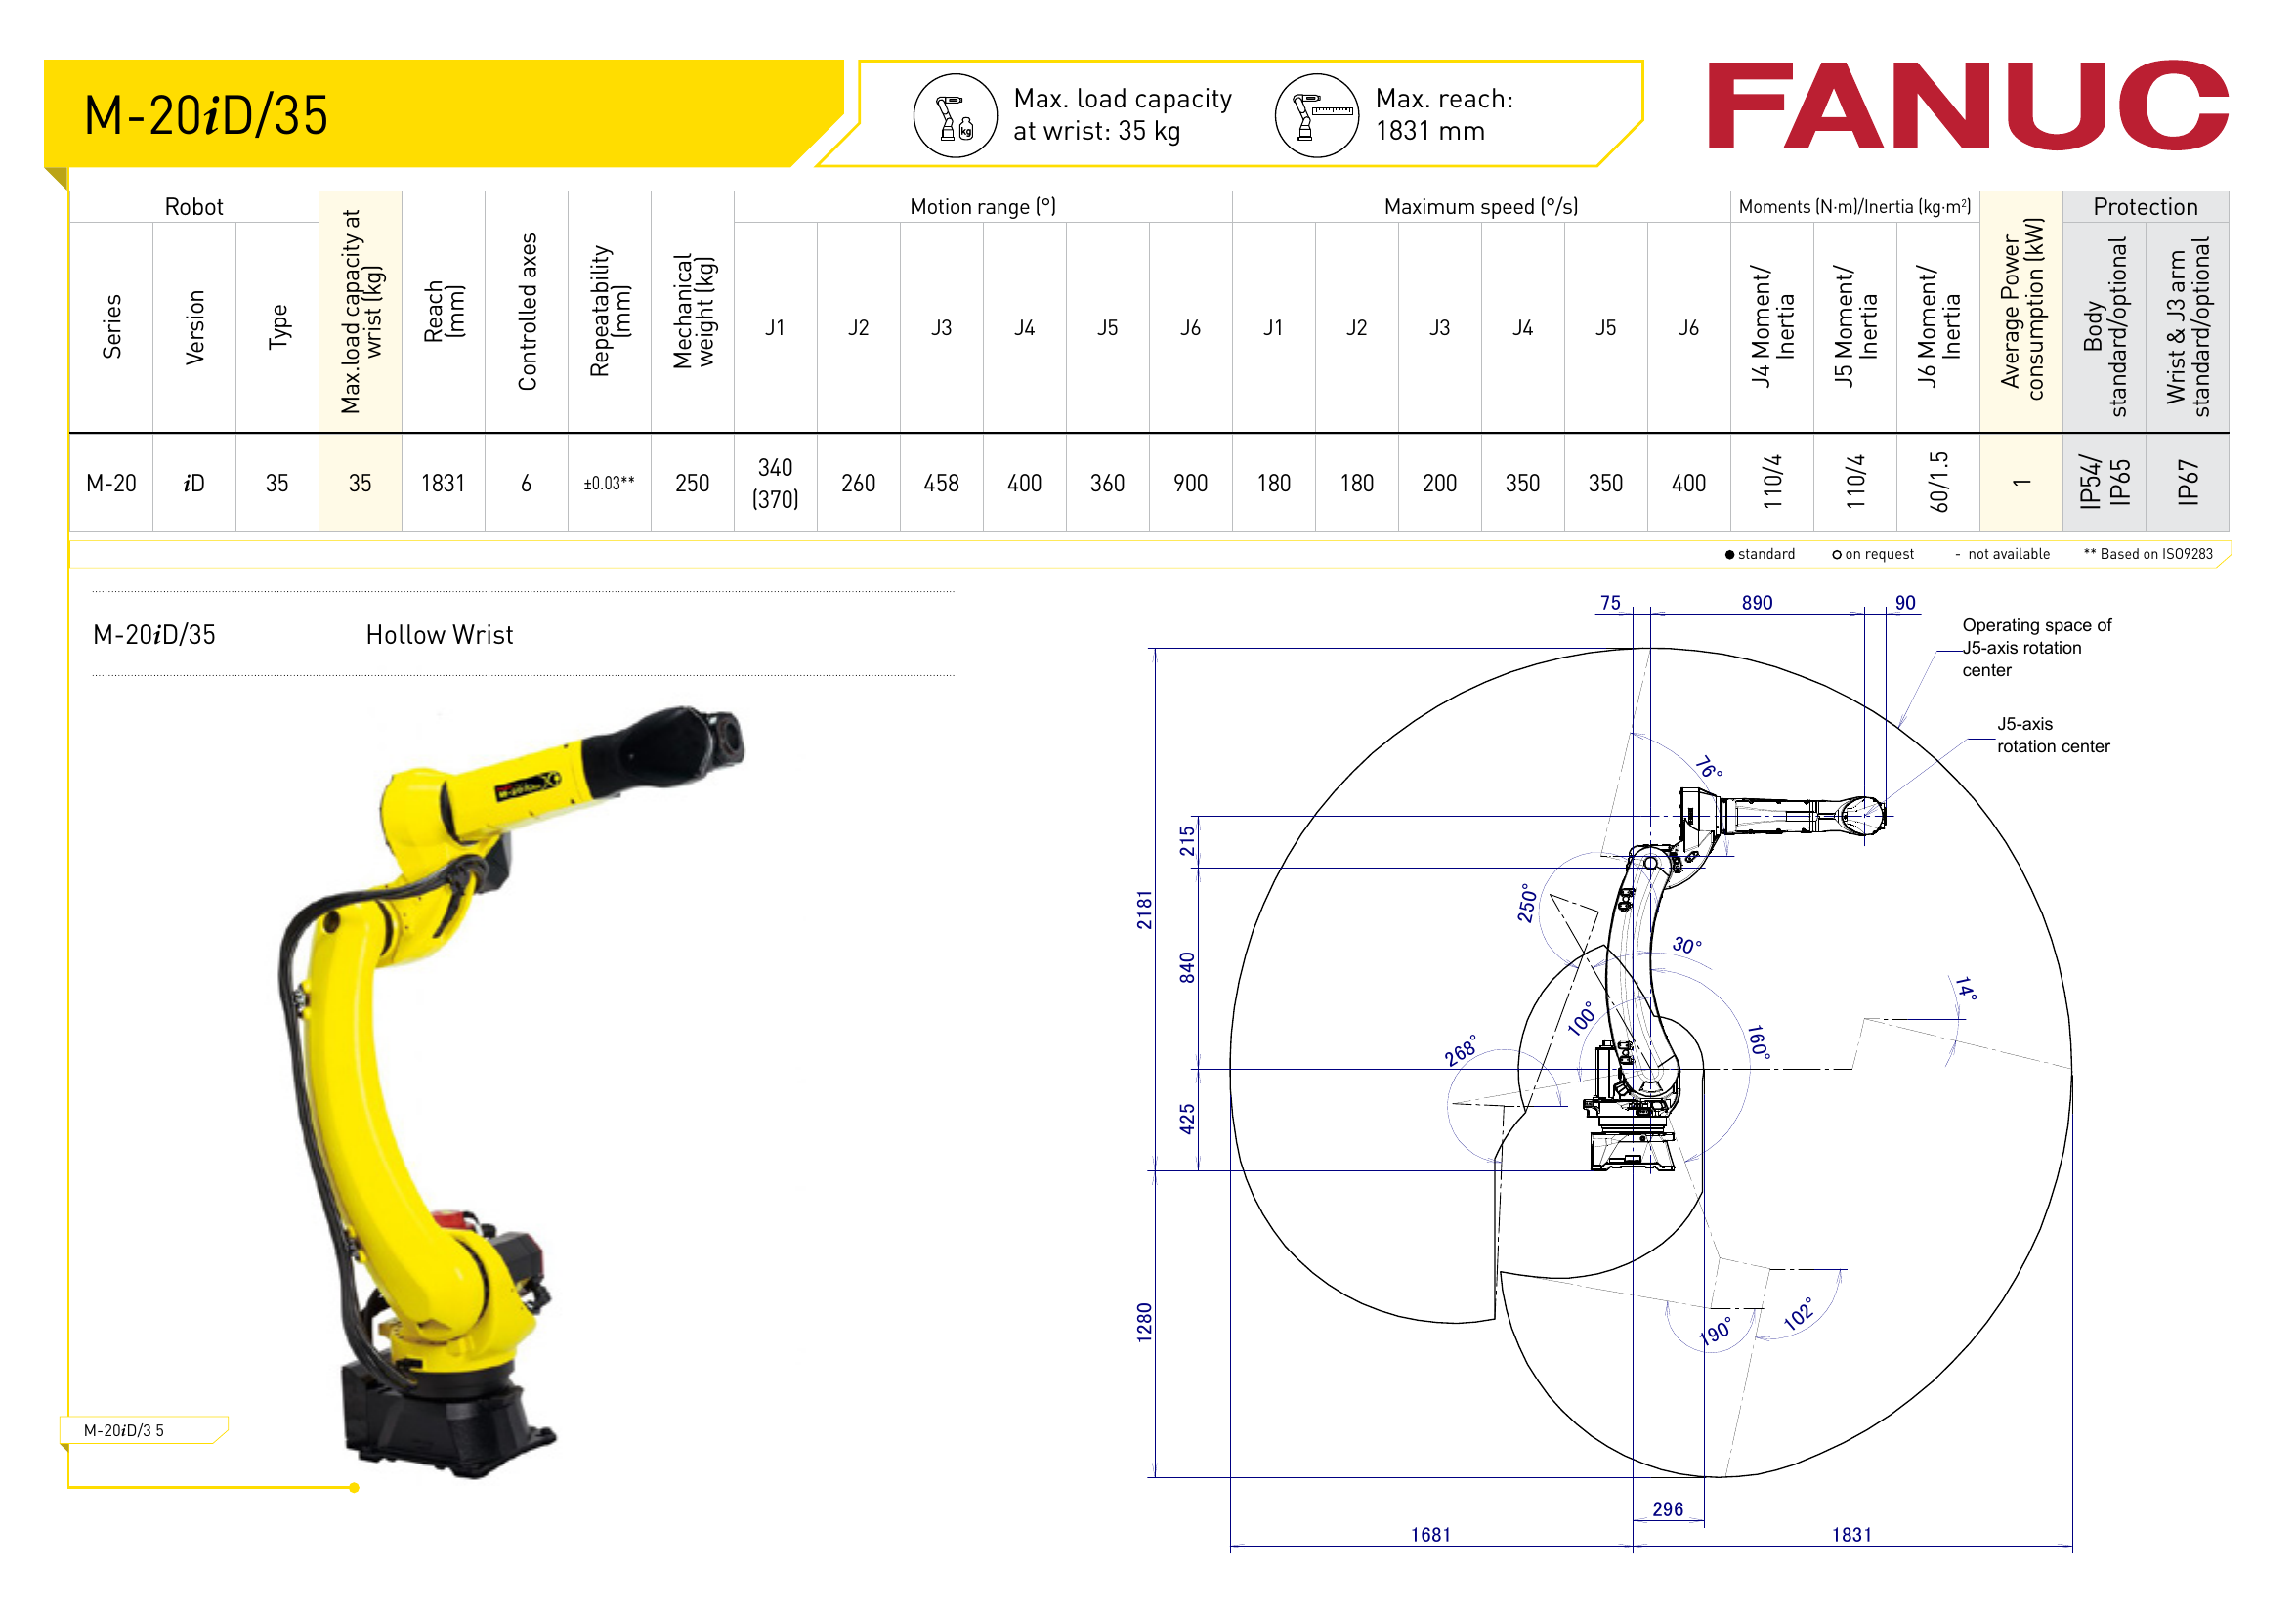 M-20iD/35
Max. load capacity
at wrist: 35 kg
Max. reach:
1831 mm
FANUC
Robot
Series
Version
Type
Max.load capacity at
wrist (kg)
Reach
(mm)
Controlled axes
Repeatability
(mm)
Mechanical
weight (kg)
Motion range (°)
J1
J2
J3
J4
J5
J6
Maximum speed (°/s)
J1
J2
J3
J4
J5
J6
Moments (N·m)/Inertia (kg·m²)
J4 Moment/
Inertia
J5 Moment/
Inertia
J6 Moment/
Inertia
Average Power
consumption (kW)
Protection
Body
standard/optional
Wrist & J3 arm
standard/optional
M-20
iD
35
35
1831
6
±0.03**
250
340
(370)
260
458
400
360
900
180
180
200
350
350
400
110/4
110/4
60/1.5
1
IP54/
IP65
IP67
● standard
○ on request
- not available
** Based on ISO9283
M-20iD/35
Hollow Wrist
75
890
90
Operating space of
J5-axis rotation
center
J5-axis
rotation center
76°
215
250°
2181
840
30°
14°
100°
160°
268°
425
1280
102°
190°
296
1681
1831
M-20iD/3 5